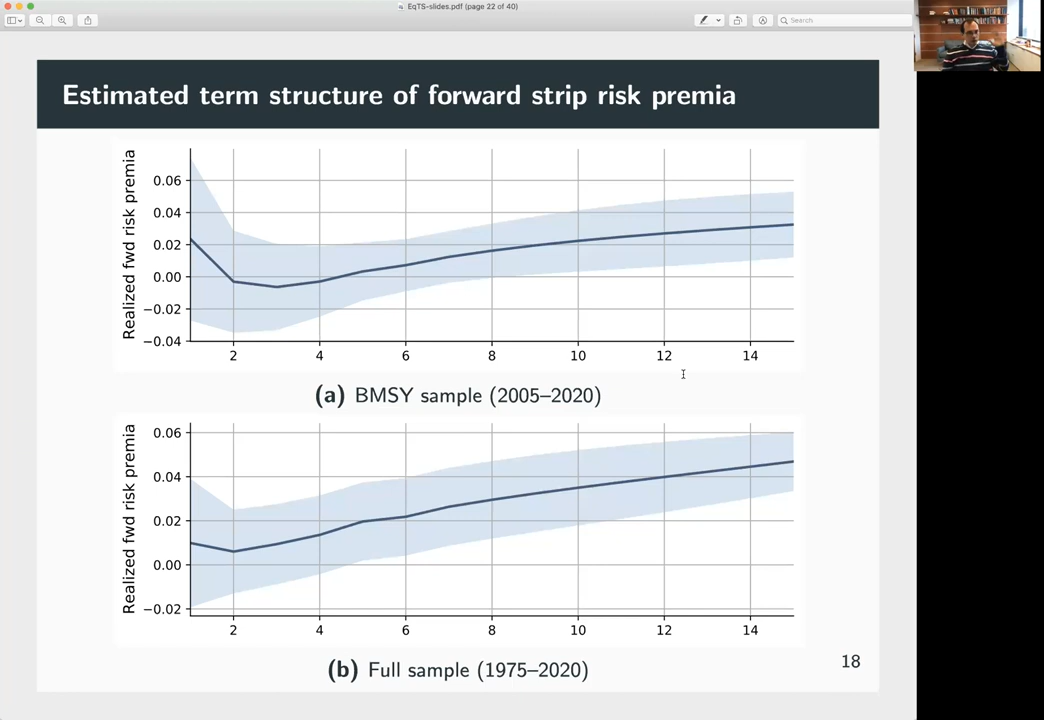 EqTS-slides.pdf (page 22 of 40)
Search
Estimated term structure of forward strip risk premia
Realized fwd risk premia
0.06
0.04
0.02
0.00
−0.02
−0.04
2 4 6 8 10 12 14
(a) BMSY sample (2005–2020)
Realized fwd risk premia
0.06
0.04
0.02
0.00
−0.02
2 4 6 8 10 12 14
(b) Full sample (1975–2020)
18